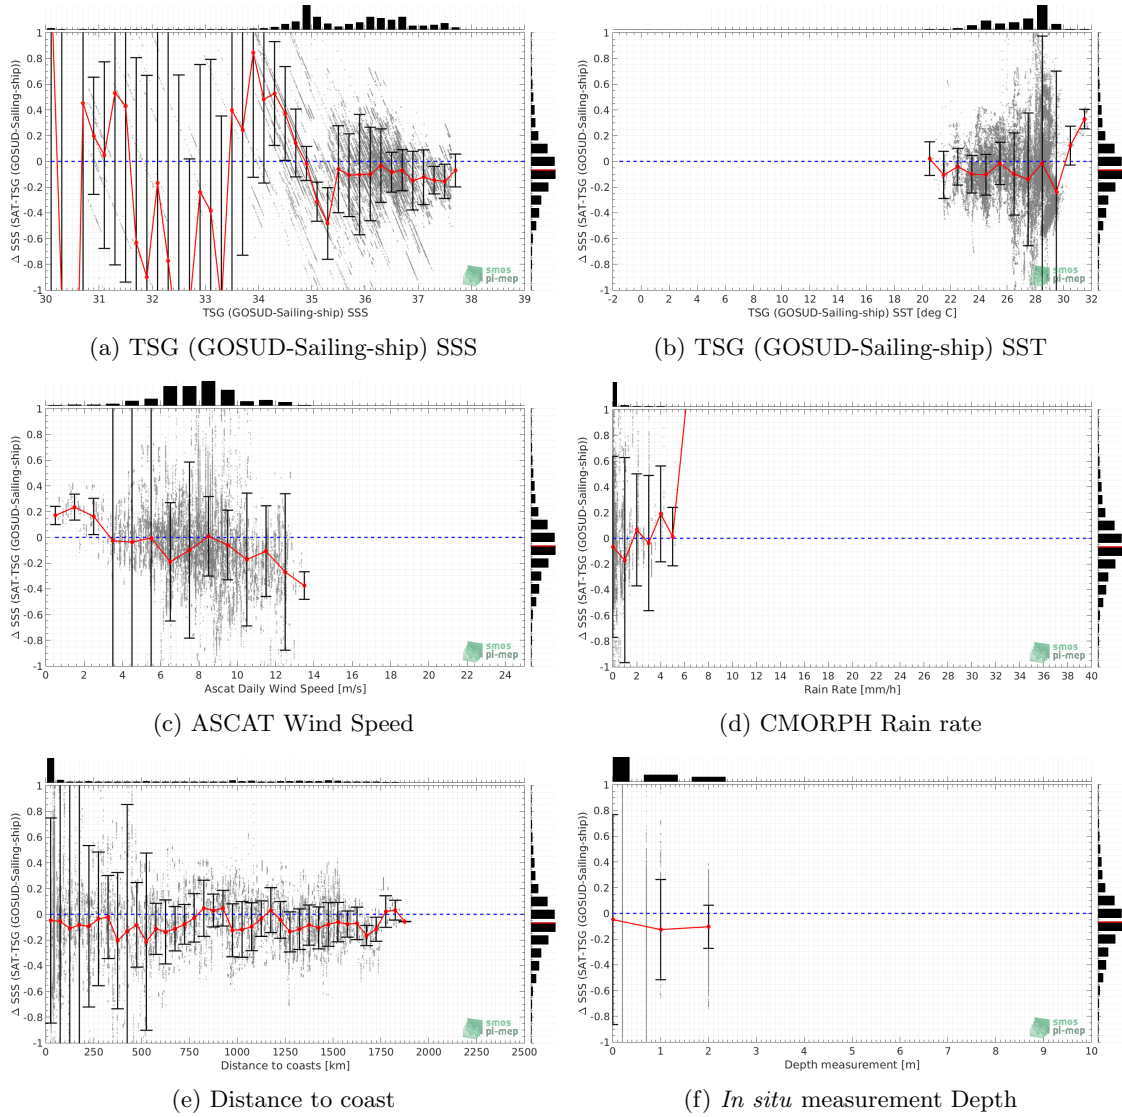 Δ SSS (SAT-TSG (GOSUD-Sailing-ship))
1
0.8
0.6
0.4
0.2
0
-0.2
-0.4
-0.6
-0.8
-1
30 31 32 33 34 35 36 37 38 39
TSG (GOSUD-Sailing-ship) SSS
smos
pi-mep
(a) TSG (GOSUD-Sailing-ship) SSS
Δ SSS (SAT-TSG (GOSUD-Sailing-ship))
1
0.8
0.6
0.4
0.2
0
-0.2
-0.4
-0.6
-0.8
-1
-2 0 2 4 6 8 10 12 14 16 18 20 22 24 26 28 30 32
TSG (GOSUD-Sailing-ship) SST [deg C]
smos
pi-mep
(b) TSG (GOSUD-Sailing-ship) SST
Δ SSS (SAT-TSG (GOSUD-Sailing-ship))
1
0.8
0.6
0.4
0.2
0
-0.2
-0.4
-0.6
-0.8
-1
0 2 4 6 8 10 12 14 16 18 20 22 24
Ascat Daily Wind Speed [m/s]
smos
pi-mep
(c) ASCAT Wind Speed
Δ SSS (SAT-TSG (GOSUD-Sailing-ship))
1
0.8
0.6
0.4
0.2
0
-0.2
-0.4
-0.6
-0.8
-1
0 2 4 6 8 10 12 14 16 18 20 22 24 26 28 30 32 34 36 38 40
Rain Rate [mm/h]
smos
pi-mep
(d) CMORPH Rain rate
Δ SSS (SAT-TSG (GOSUD-Sailing-ship))
1
0.8
0.6
0.4
0.2
0
-0.2
-0.4
-0.6
-0.8
-1
0 250 500 750 1000 1250 1500 1750 2000 2250 2500
Distance to coasts [km]
smos
pi-mep
(e) Distance to coast
Δ SSS (SAT-TSG (GOSUD-Sailing-ship))
1
0.8
0.6
0.4
0.2
0
-0.2
-0.4
-0.6
-0.8
-1
0 1 2 3 4 5 6 7 8 9 10
Depth measurement [m]
smos
pi-mep
(f) In situ measurement Depth